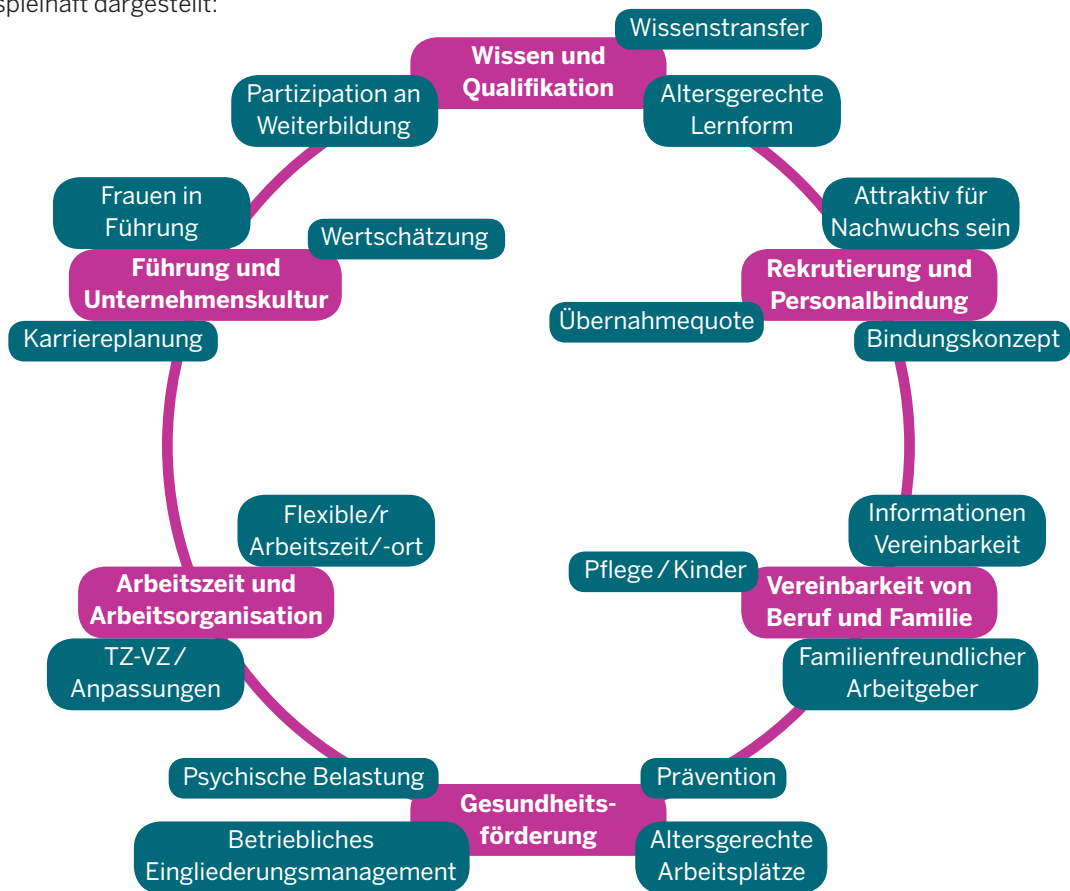 spielhaft dargestellt:
Wissenstransfer
Wissen und
Qualifikation
Partizipation an
Weiterbildung
Altersgerechte
Lernform
Frauen in
Führung
Wertschätzung
Führung und
Unternehmenskultur
Karriereplanung
Attraktiv für
Nachwuchs sein
Rekrutierung und
Personalbindung
Übernahmequote
Bindungskonzept
Flexible/r
Arbeitszeit/-ort
Arbeitszeit und
Arbeitsorganisation
TZ-VZ/
Anpassungen
Informationen
Vereinbarkeit
Pflege / Kinder
Vereinbarkeit von
Beruf und Familie
Familienfreundlicher
Arbeitgeber
Psychische Belastung
Prävention
Gesundheits-
förderung
Betriebliches
Eingliederungsmanagement
Altersgerechte
Arbeitsplätze